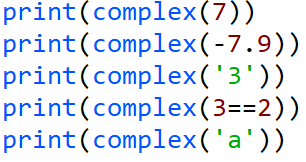 print(complex(7))
print(complex(-7.9))
print(complex('3'))
print(complex(3==2))
print(complex('a'))